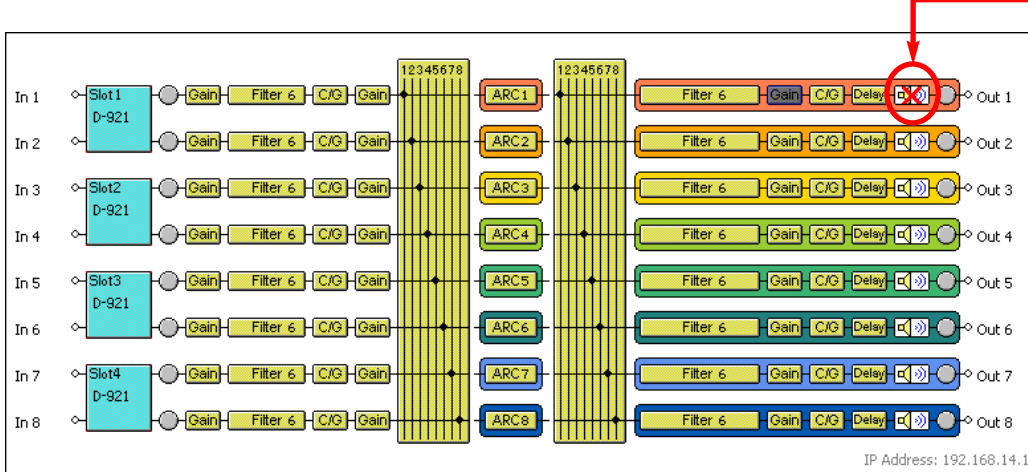 12345678 12345678
In 1 Slot1 Gain Filter 6 C/G Gain ARC1 Filter 6 Gain C/G Delay Out 1
D-921
In 2 Gain Filter 6 C/G Gain ARC2 Filter 6 Gain C/G Delay Out 2
In 3 Slot2 Gain Filter 6 C/G Gain ARC3 Filter 6 Gain C/G Delay Out 3
D-921
In 4 Gain Filter 6 C/G Gain ARC4 Filter 6 Gain C/G Delay Out 4
In 5 Slot3 Gain Filter 6 C/G Gain ARC5 Filter 6 Gain C/G Delay Out 5
D-921
In 6 Gain Filter 6 C/G Gain ARC6 Filter 6 Gain C/G Delay Out 6
In 7 Slot4 Gain Filter 6 C/G Gain ARC7 Filter 6 Gain C/G Delay Out 7
D-921
In 8 Gain Filter 6 C/G Gain ARC8 Filter 6 Gain C/G Delay Out 8
IP Address: 192.168.14.1